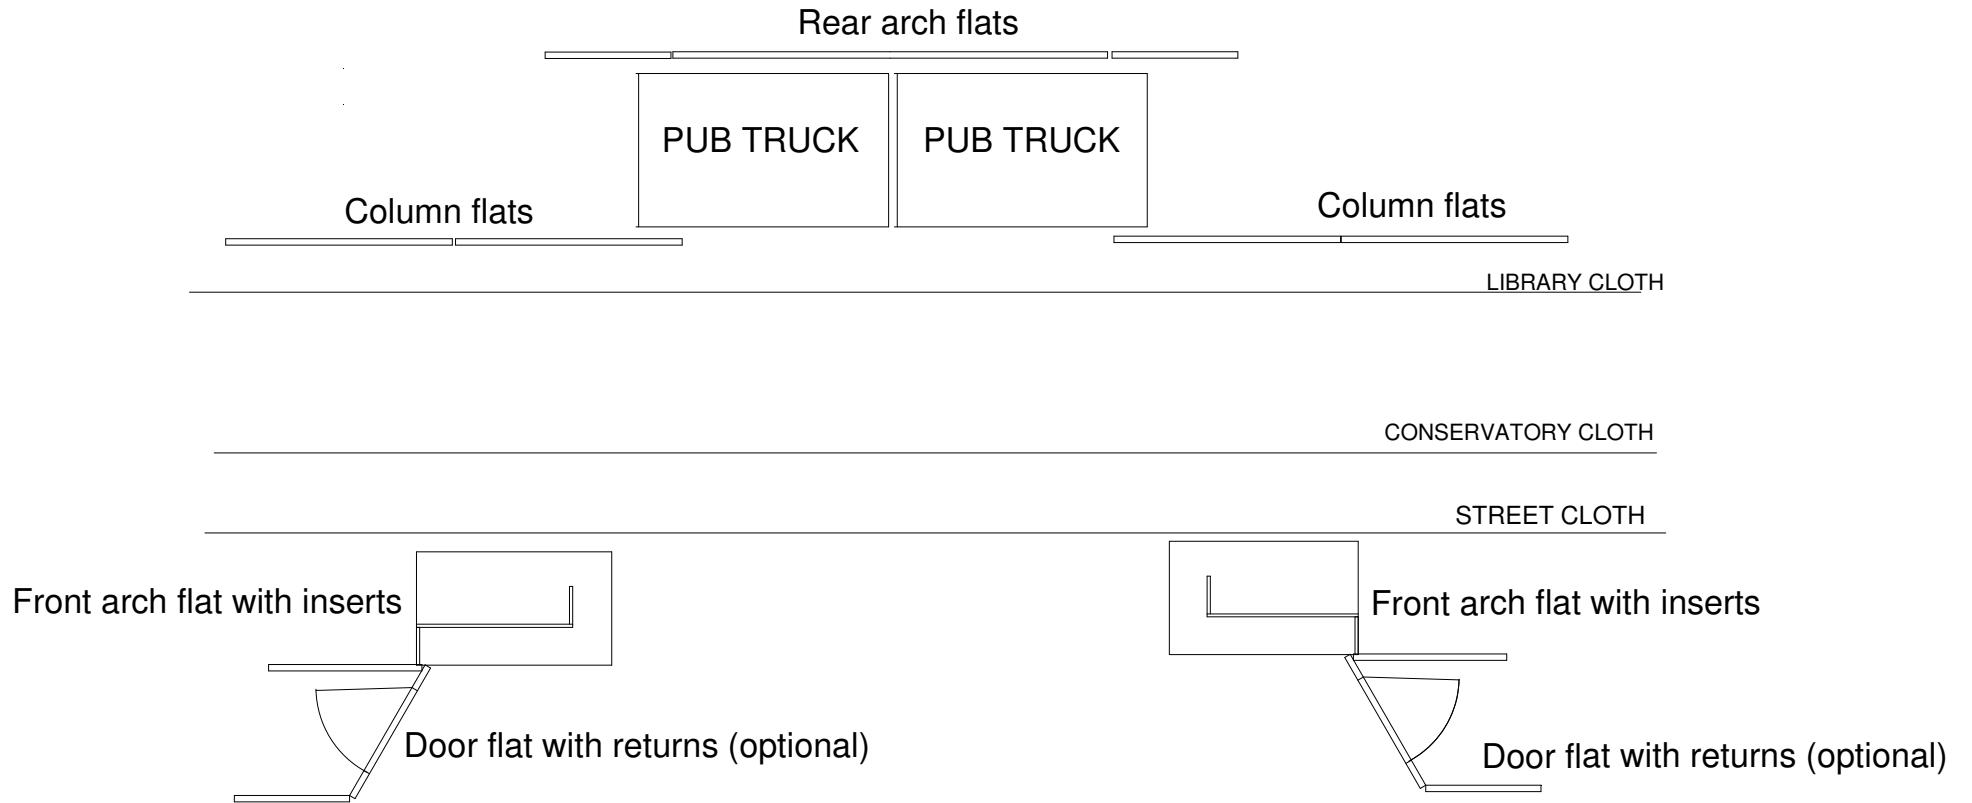 Rear arch flats
PUB TRUCK
PUB TRUCK
Column flats
Column flats
LIBRARY CLOTH
CONSERVATORY CLOTH
STREET CLOTH
Front arch flat with inserts
Front arch flat with inserts
Door flat with returns (optional)
Door flat with returns (optional)